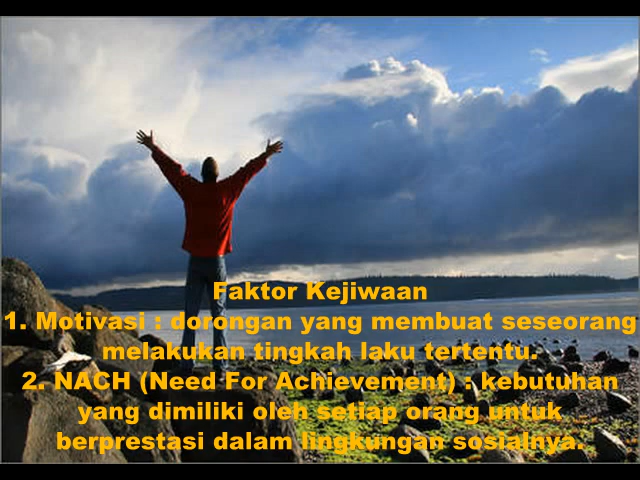 Faktor Kejiwaan
1. Motivasi : dorongan yang membuat seseorang
melakukan tingkah laku tertentu.
2. NACH (Need For Achievement) : kebutuhan
yang dimiliki oleh setiap orang untuk
berprestasi dalam lingkungan sosialnya.